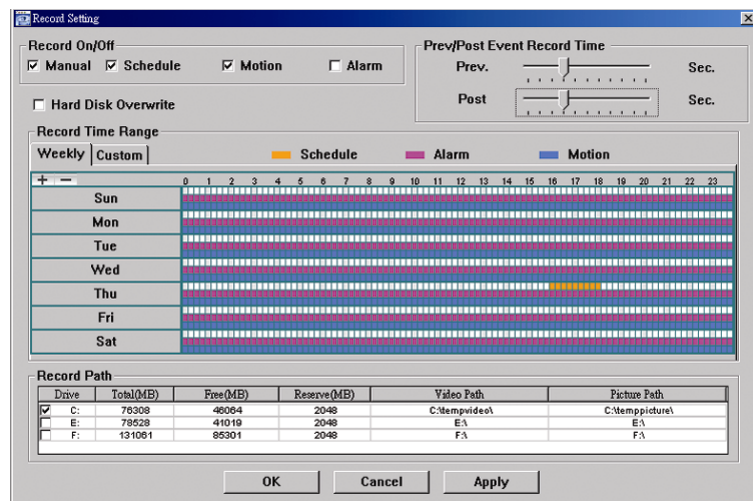 Record Setting
Record On/Off
Manual Schedule Motion Alarm
Prev/Post Event Record Time
Prev. Sec.
Post Sec.
Hard Disk Overwrite
Record Time Range
Weekly Custom Schedule Alarm Motion
+ − 0 1 2 3 4 5 6 7 8 9 10 11 12 13 14 15 16 17 18 19 20 21 22 23
Sun
Mon
Tue
Wed
Thu
Fri
Sat
Record Path
Drive Total(MB) Free(MB) Reserve(MB) Video Path Picture Path
C: 76308 46064 2048 C:\tempvideo\ C:\temppicture\
E: 78528 41019 2048 E:\ E:\
F: 131061 85301 2048 F:\ F:\
OK Cancel Apply